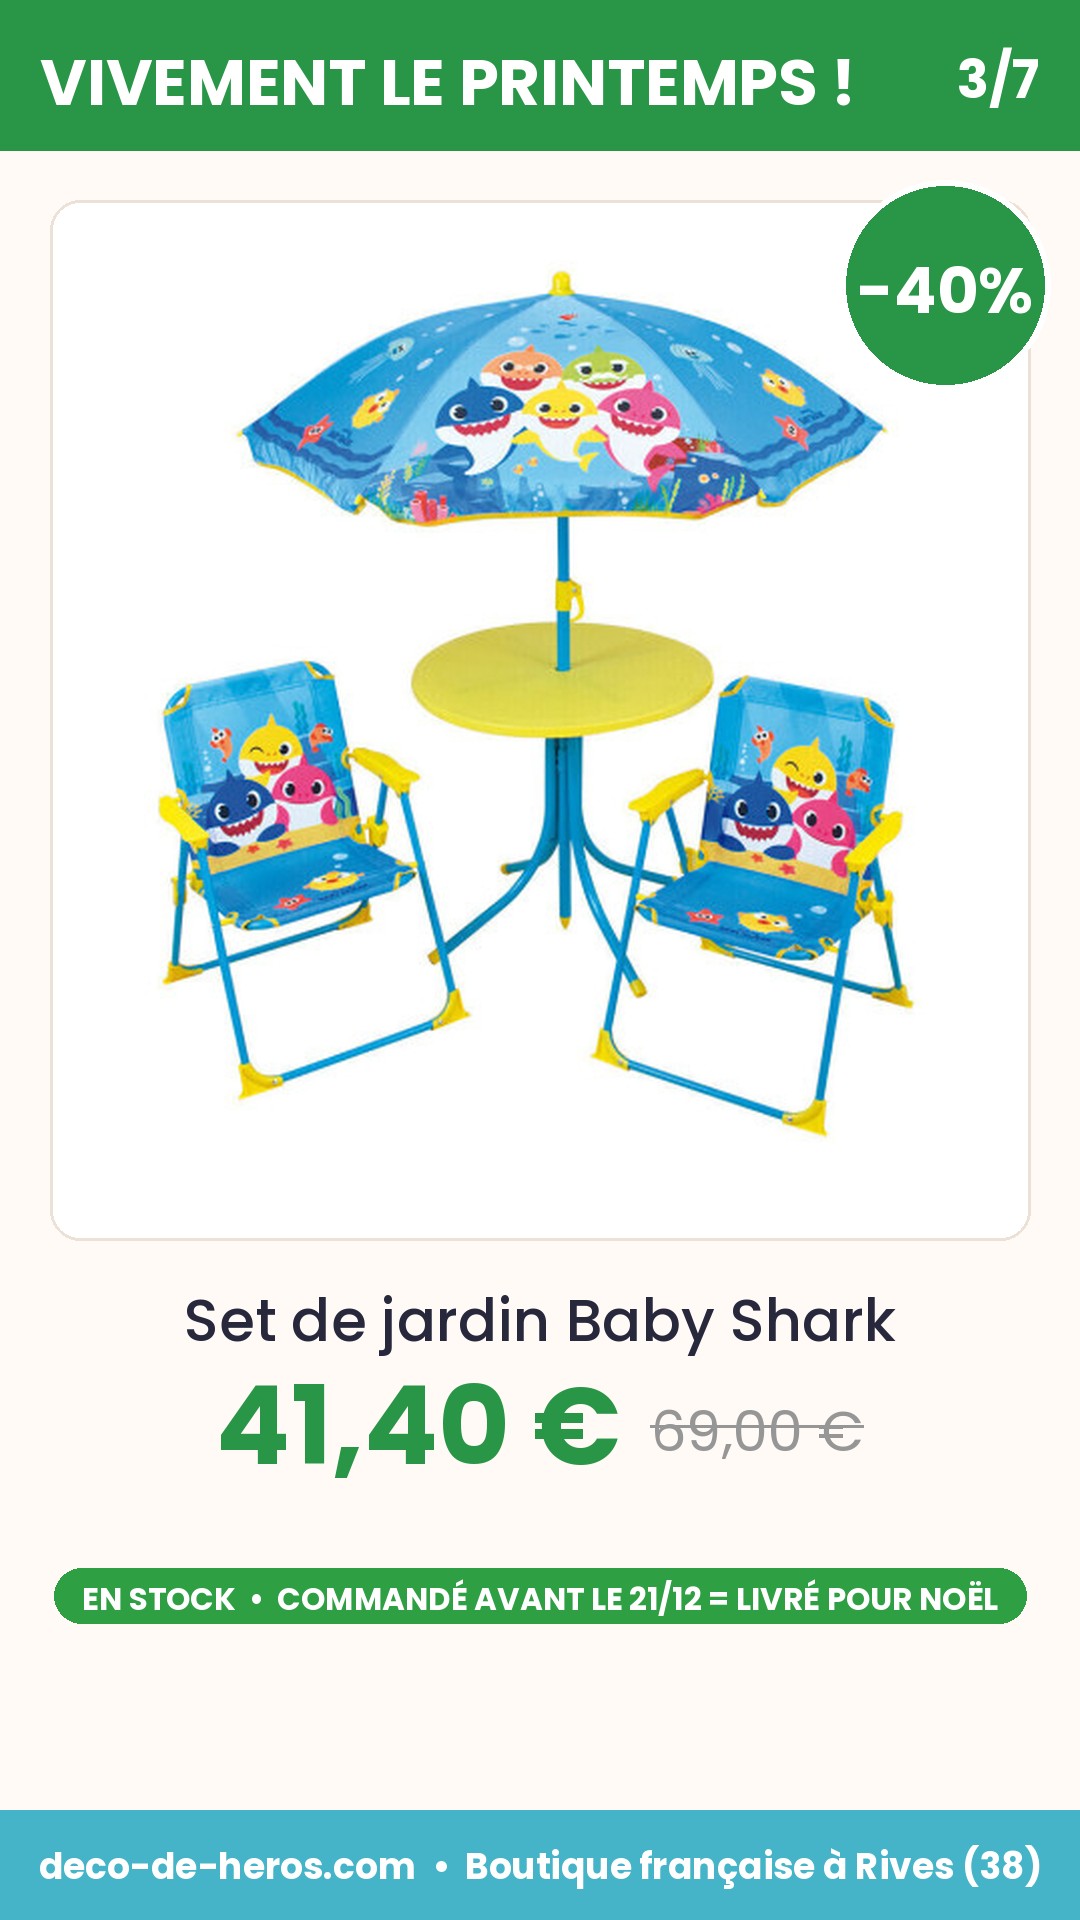 VIVEMENT LE PRINTEMPS !
3/7
-40%
Set de jardin Baby Shark
41,40 € 69,00 €
EN STOCK • COMMANDÉ AVANT LE 21/12 = LIVRÉ POUR NOËL
deco-de-heros.com • Boutique française à Rives (38)